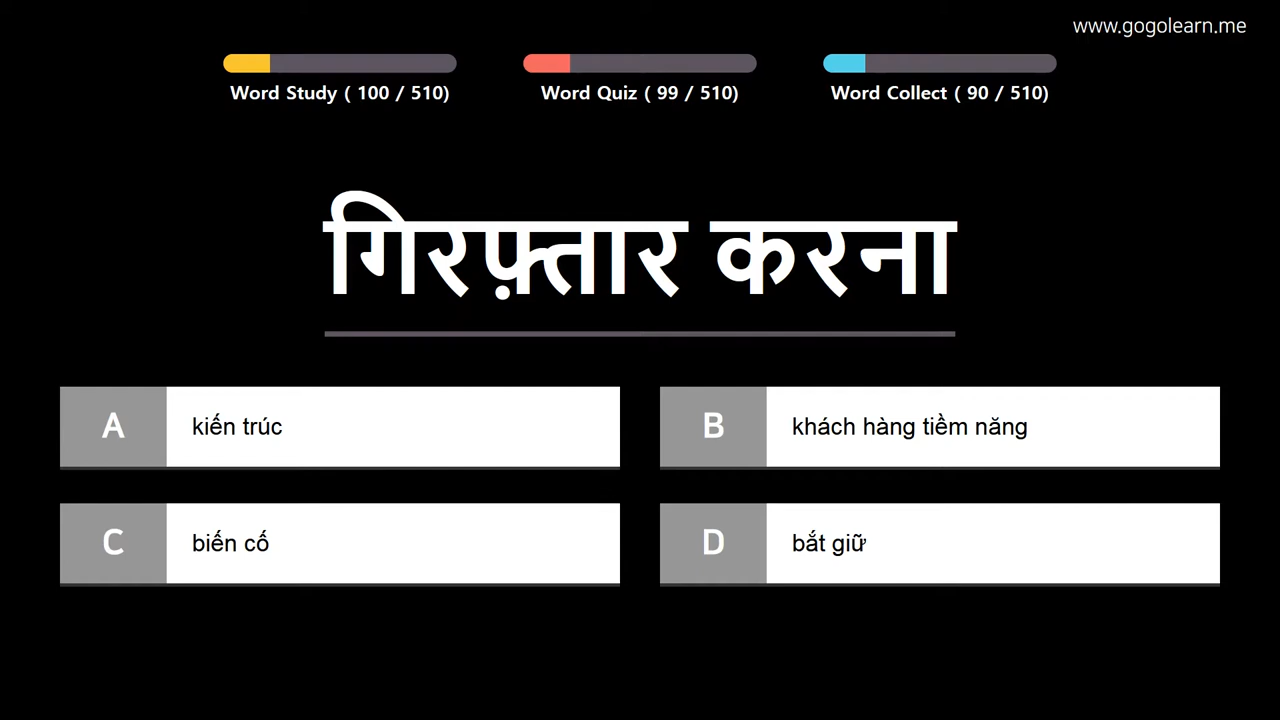 www.gogolearn.me
Word Study ( 100 / 510)
Word Quiz ( 99 / 510)
Word Collect ( 90 / 510)
गिरफ़्तार करना
A
kiến trúc
B
khách hàng tiềm năng
C
biến cố
D
bắt giữ